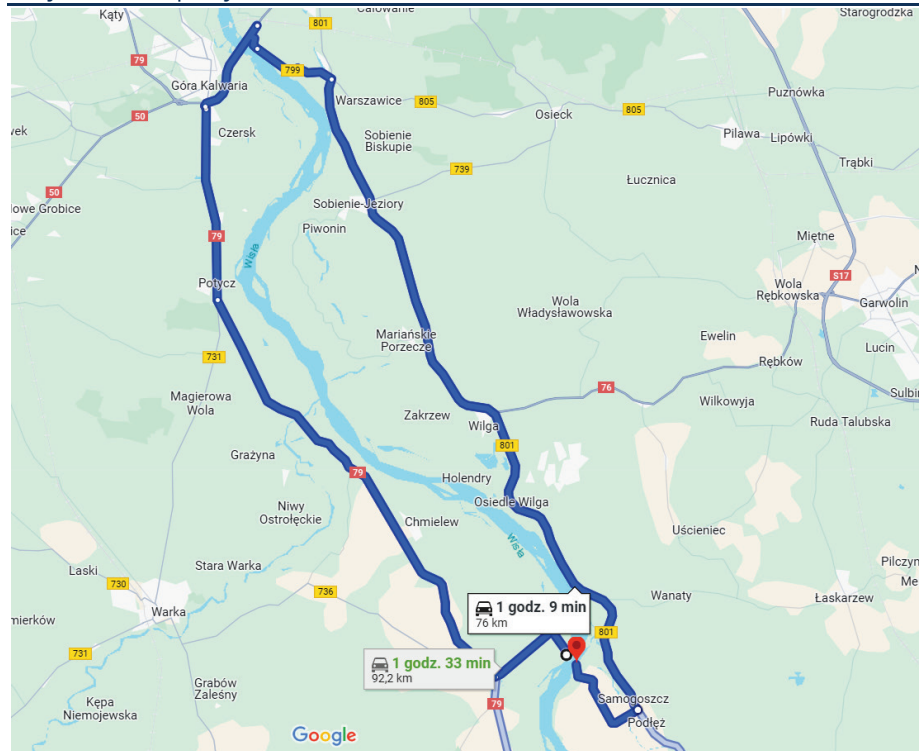 Kąty
801
Całowanie
Starogrodzka
79
799
Góra Kalwaria
Warszawice
805
Osieck
805
Puznówka
50
Czersk
Sobienie
Biskupie
Pilawa
Lipówki
739
Trąbki
50
Łucznica
Sobienie-Jeziory
Piwonin
79
Wisła
Miętne
Potycz
S17
Wola
Rębkowska
Garwolin
Wola
Władysławowska
731
Mariańskie
Porzecze
Ewelin
Lucin
Rębków
Magierowa
Wola
76
Zakrzew
Wilga
Wilkowyja
Ruda Talubska
801
Grażyna
79
Holendry
Niwy
Ostrołęckie
Osiedle Wilga
Chmielew
Uścieniec
Wisła
Laski
730
Stara Warka
736
1 godz. 9 min
76 km
Wanaty
Łaskarzew
Warka
801
731
1 godz. 33 min
92,2 km
Grabów
Zaleśny
Kępa
Niemojewska
79
Samogoszcz
Podłęż
Google